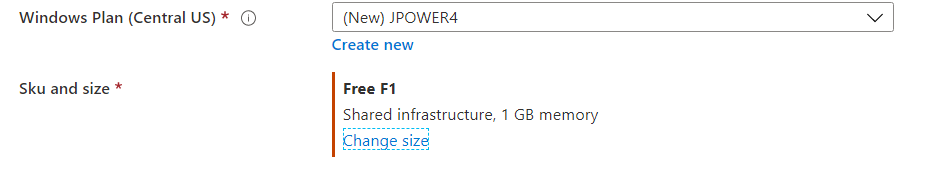 Windows Plan (Central US) *
(New) JPOWER4
Create new
Sku and size *
Free F1
Shared infrastructure, 1 GB memory
Change size